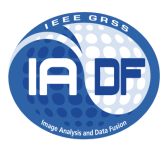 IEEE GRSS
IADF
Image Analysis and Data Fusion